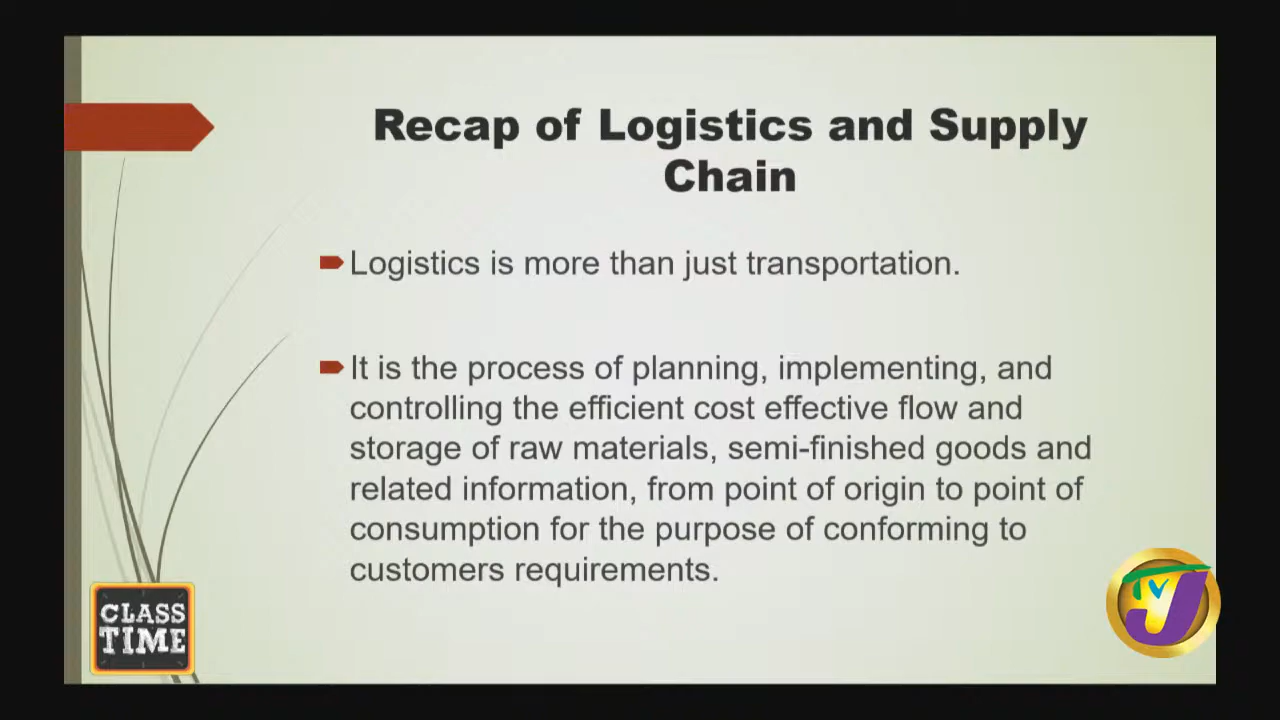 Recap of Logistics and Supply
Chain
Logistics is more than just transportation.
It is the process of planning, implementing, and
controlling the efficient cost effective flow and
storage of raw materials, semi-finished goods and
related information, from point of origin to point of
consumption for the purpose of conforming to
customers requirements.
CLASS
TIME
TVJ